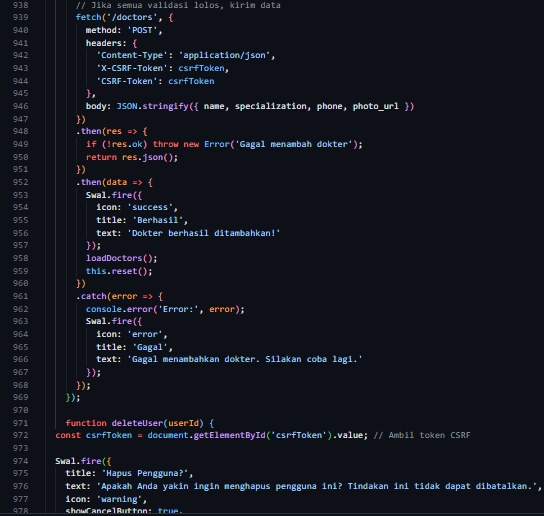 938 // Jika semua validasi lolos, kirim data
939 fetch('/doctors', {
940 method: 'POST',
941 headers: {
942 'Content-Type': 'application/json',
943 'X-CSRF-Token': csrfToken,
944 'CSRF-Token': csrfToken
945 },
946 body: JSON.stringify({ name, specialization, phone, photo_url })
947 })
948 .then(res => {
949 if (!res.ok) throw new Error('Gagal menambah dokter');
950 return res.json();
951 })
952 .then(data => {
953 Swal.fire({
954 icon: 'success',
955 title: 'Berhasil',
956 text: 'Dokter berhasil ditambahkan!'
957 });
958 loadDoctors();
959 this.reset();
960 })
961 .catch(error => {
962 console.error('Error:', error);
963 Swal.fire({
964 icon: 'error',
965 title: 'Gagal',
966 text: 'Gagal menambahkan dokter. Silakan coba lagi.'
967 });
968 });
969 });
970
971 function deleteUser(userId) {
972 const csrfToken = document.getElementById('csrfToken').value; // Ambil token CSRF
973
974 Swal.fire({
975 title: 'Hapus Pengguna?',
976 text: 'Apakah Anda yakin ingin menghapus pengguna ini? Tindakan ini tidak dapat dibatalkan.',
977 icon: 'warning',
978 showCancelButton: true,